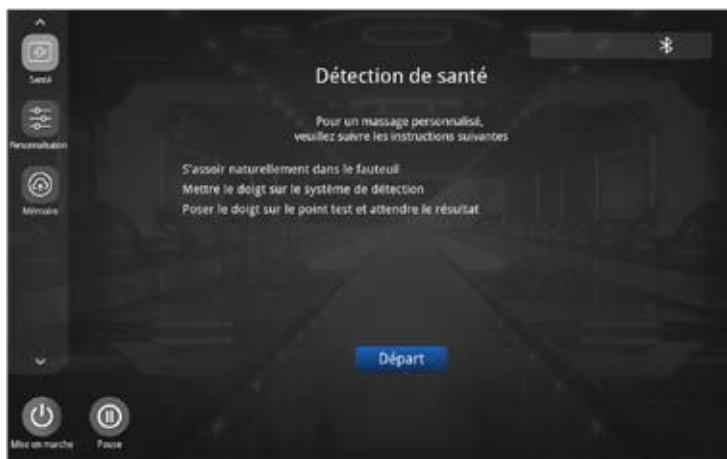 Santé
Personnalisation
Mémoire
Détection de santé
Pour un massage personnalisé,
veuillez suivre les instructions suivantes
S'assoir naturellement dans le fauteuil
Mettre le doigt sur le système de détection
Poser le doigt sur le point test et attendre le résultat
Départ
Mise en marche
Pause